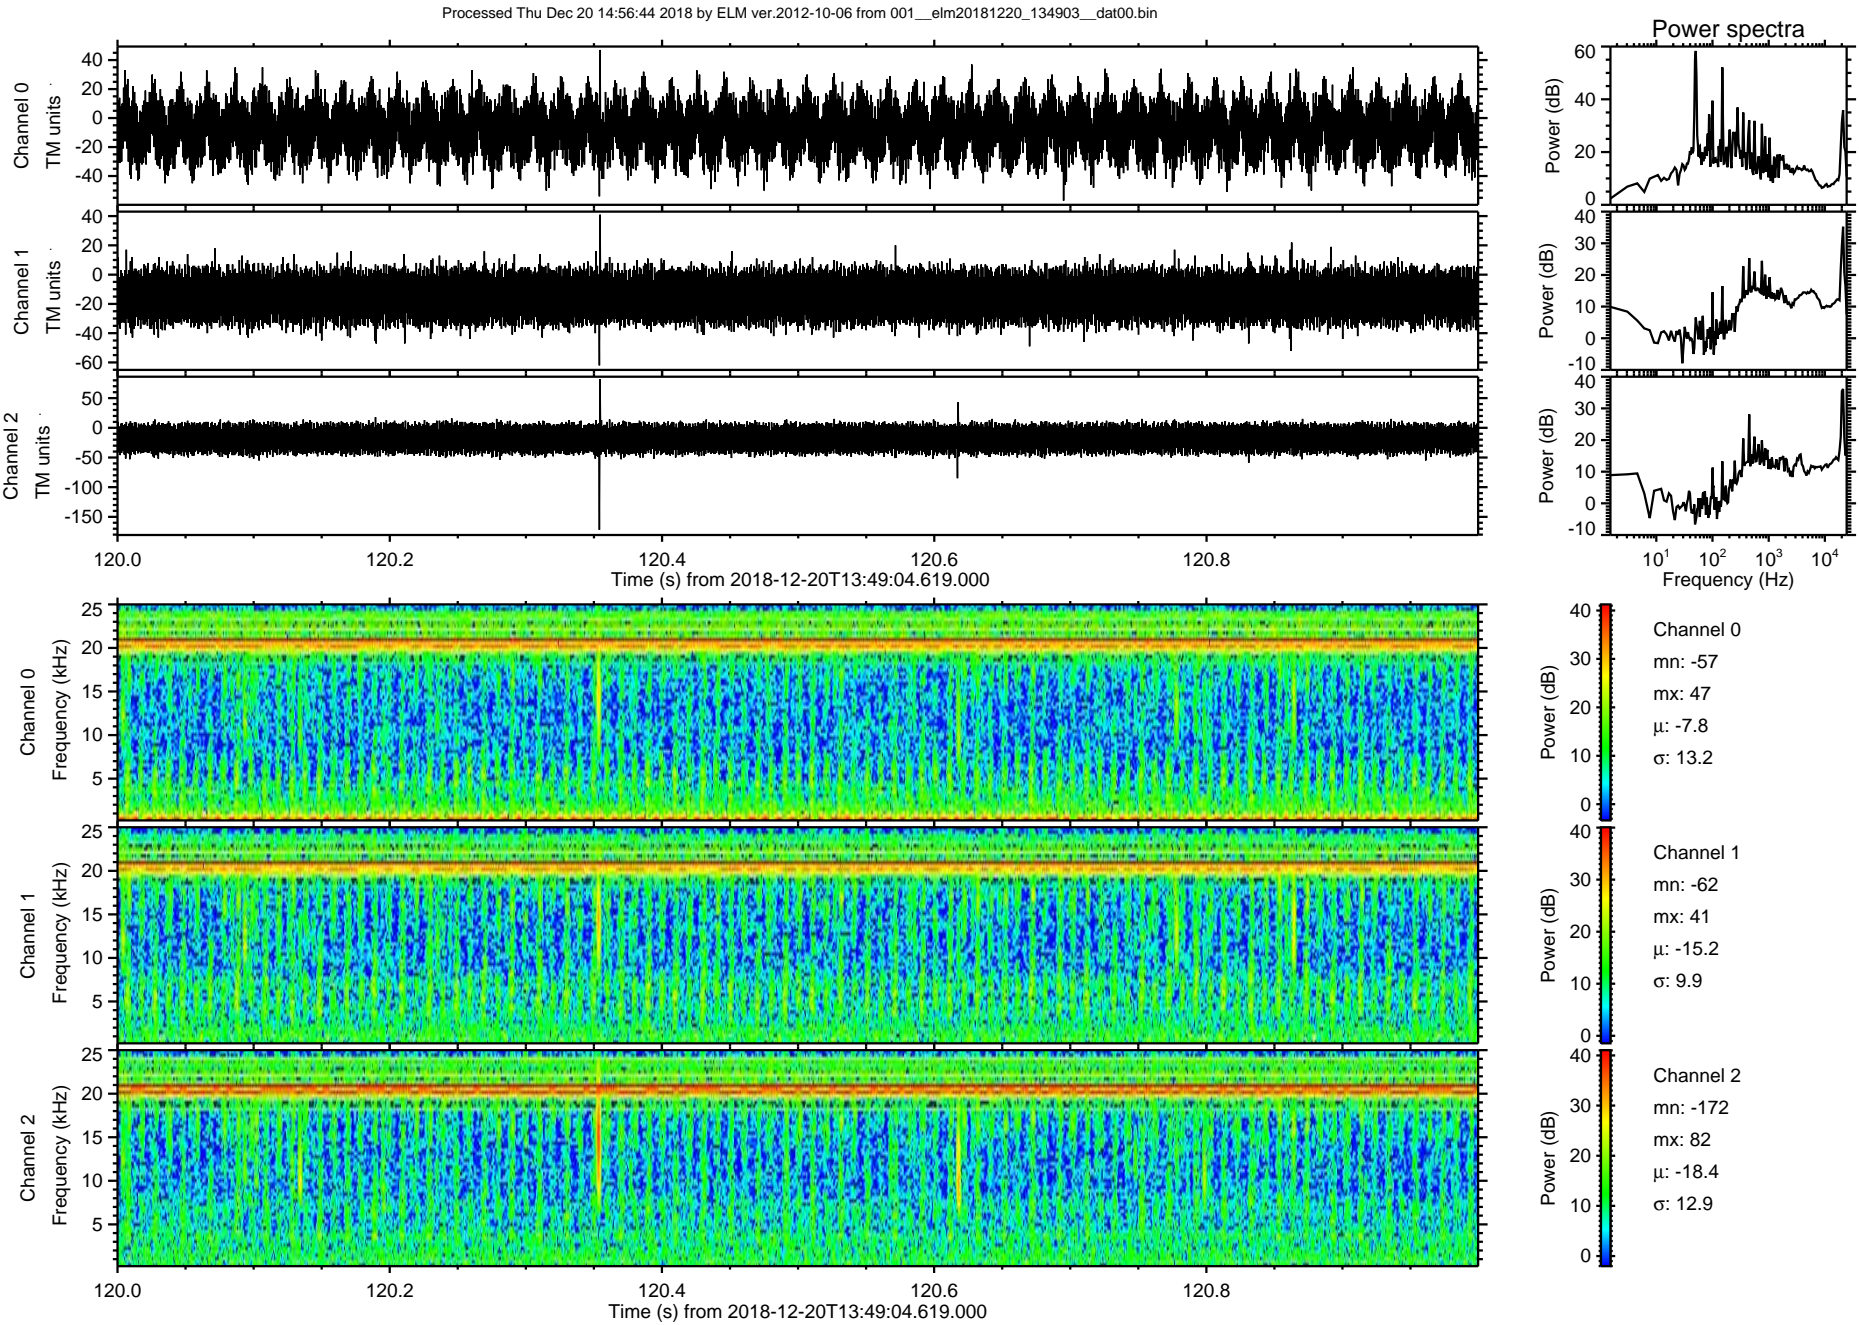 Processed Thu Dec 20 14:56:44 2018 by ELM ver.2012-10-06 from 001__elm20181220_134903__dat00.bin
Power spectra
Channel 0
TM units
40
20
0
-20
-40
Power (dB)
60
40
20
0
Channel 1
TM units
40
20
0
-20
-40
-60
Power (dB)
40
30
20
10
0
-10
Channel 2
TM units
50
0
-50
-100
-150
Power (dB)
40
30
20
10
0
-10
120.0 120.2 120.4 120.6 120.8
Time (s) from 2018-12-20T13:49:04.619.000
10¹ 10² 10³ 10⁴
Frequency (Hz)
Channel 0
Frequency (kHz)
25
20
15
10
5
Power (dB)
40
30
20
10
0
Channel 0
mn: -57
mx: 47
μ: -7.8
σ: 13.2
Channel 1
Frequency (kHz)
25
20
15
10
5
Power (dB)
40
30
20
10
0
Channel 1
mn: -62
mx: 41
μ: -15.2
σ: 9.9
Channel 2
Frequency (kHz)
25
20
15
10
5
Power (dB)
40
30
20
10
0
Channel 2
mn: -172
mx: 82
μ: -18.4
σ: 12.9
120.0 120.2 120.4 120.6 120.8
Time (s) from 2018-12-20T13:49:04.619.000